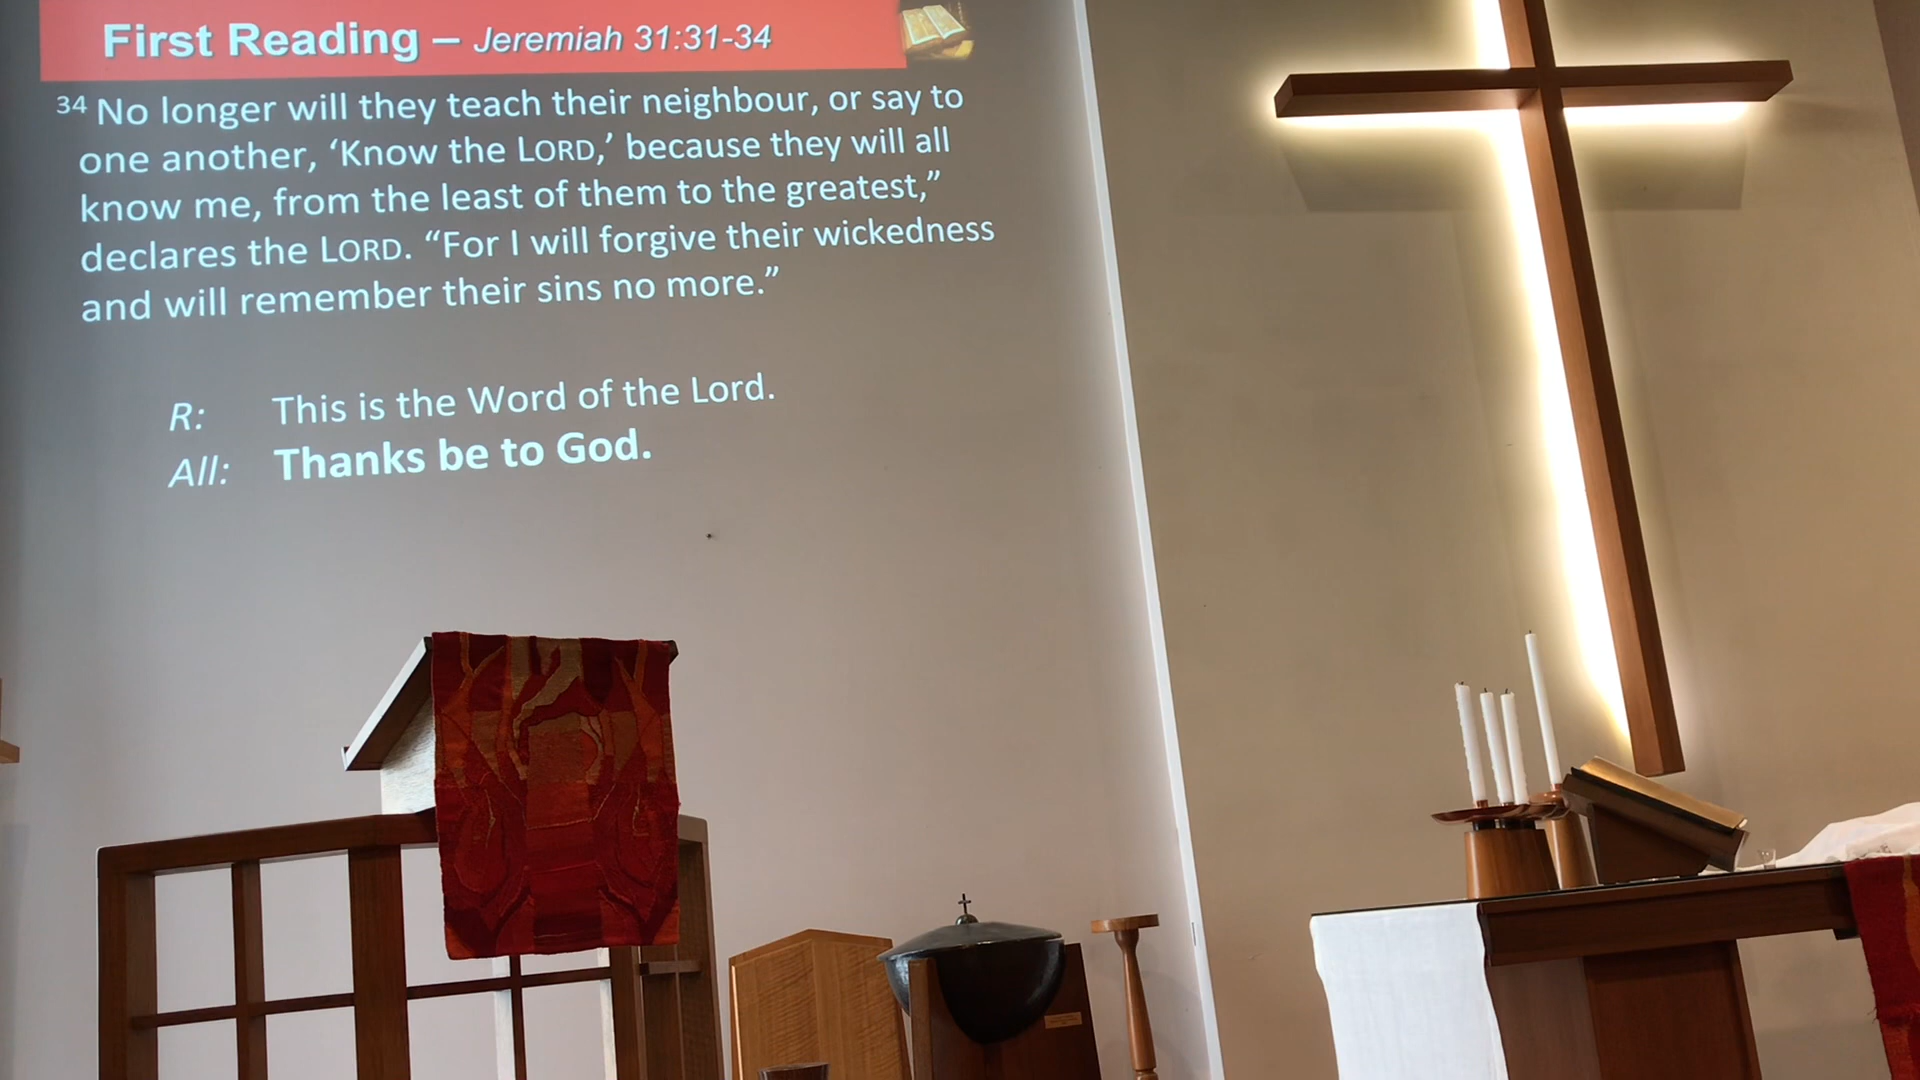 First Reading – Jeremiah 31:31-34
34 No longer will they teach their neighbour, or say to
one another, ‘Know the LORD,’ because they will all
know me, from the least of them to the greatest,”
declares the LORD. “For I will forgive their wickedness
and will remember their sins no more.”
R: This is the Word of the Lord.
All: Thanks be to God.